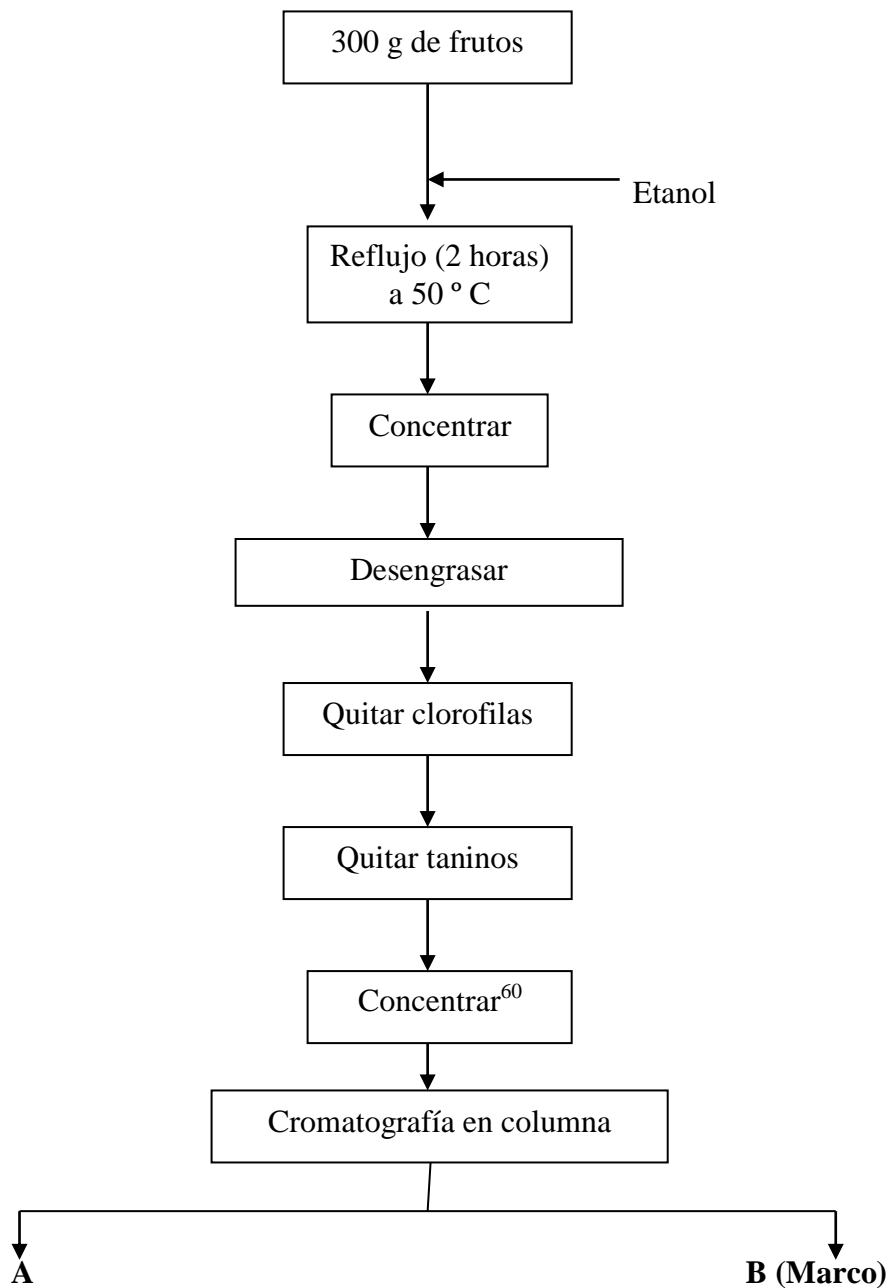 300 g de frutos
Etanol
Reflujo (2 horas)
a 50 º C
Concentrar
Desengrasar
Quitar clorofilas
Quitar taninos
Concentrar60
Cromatografía en columna
A
B (Marco)